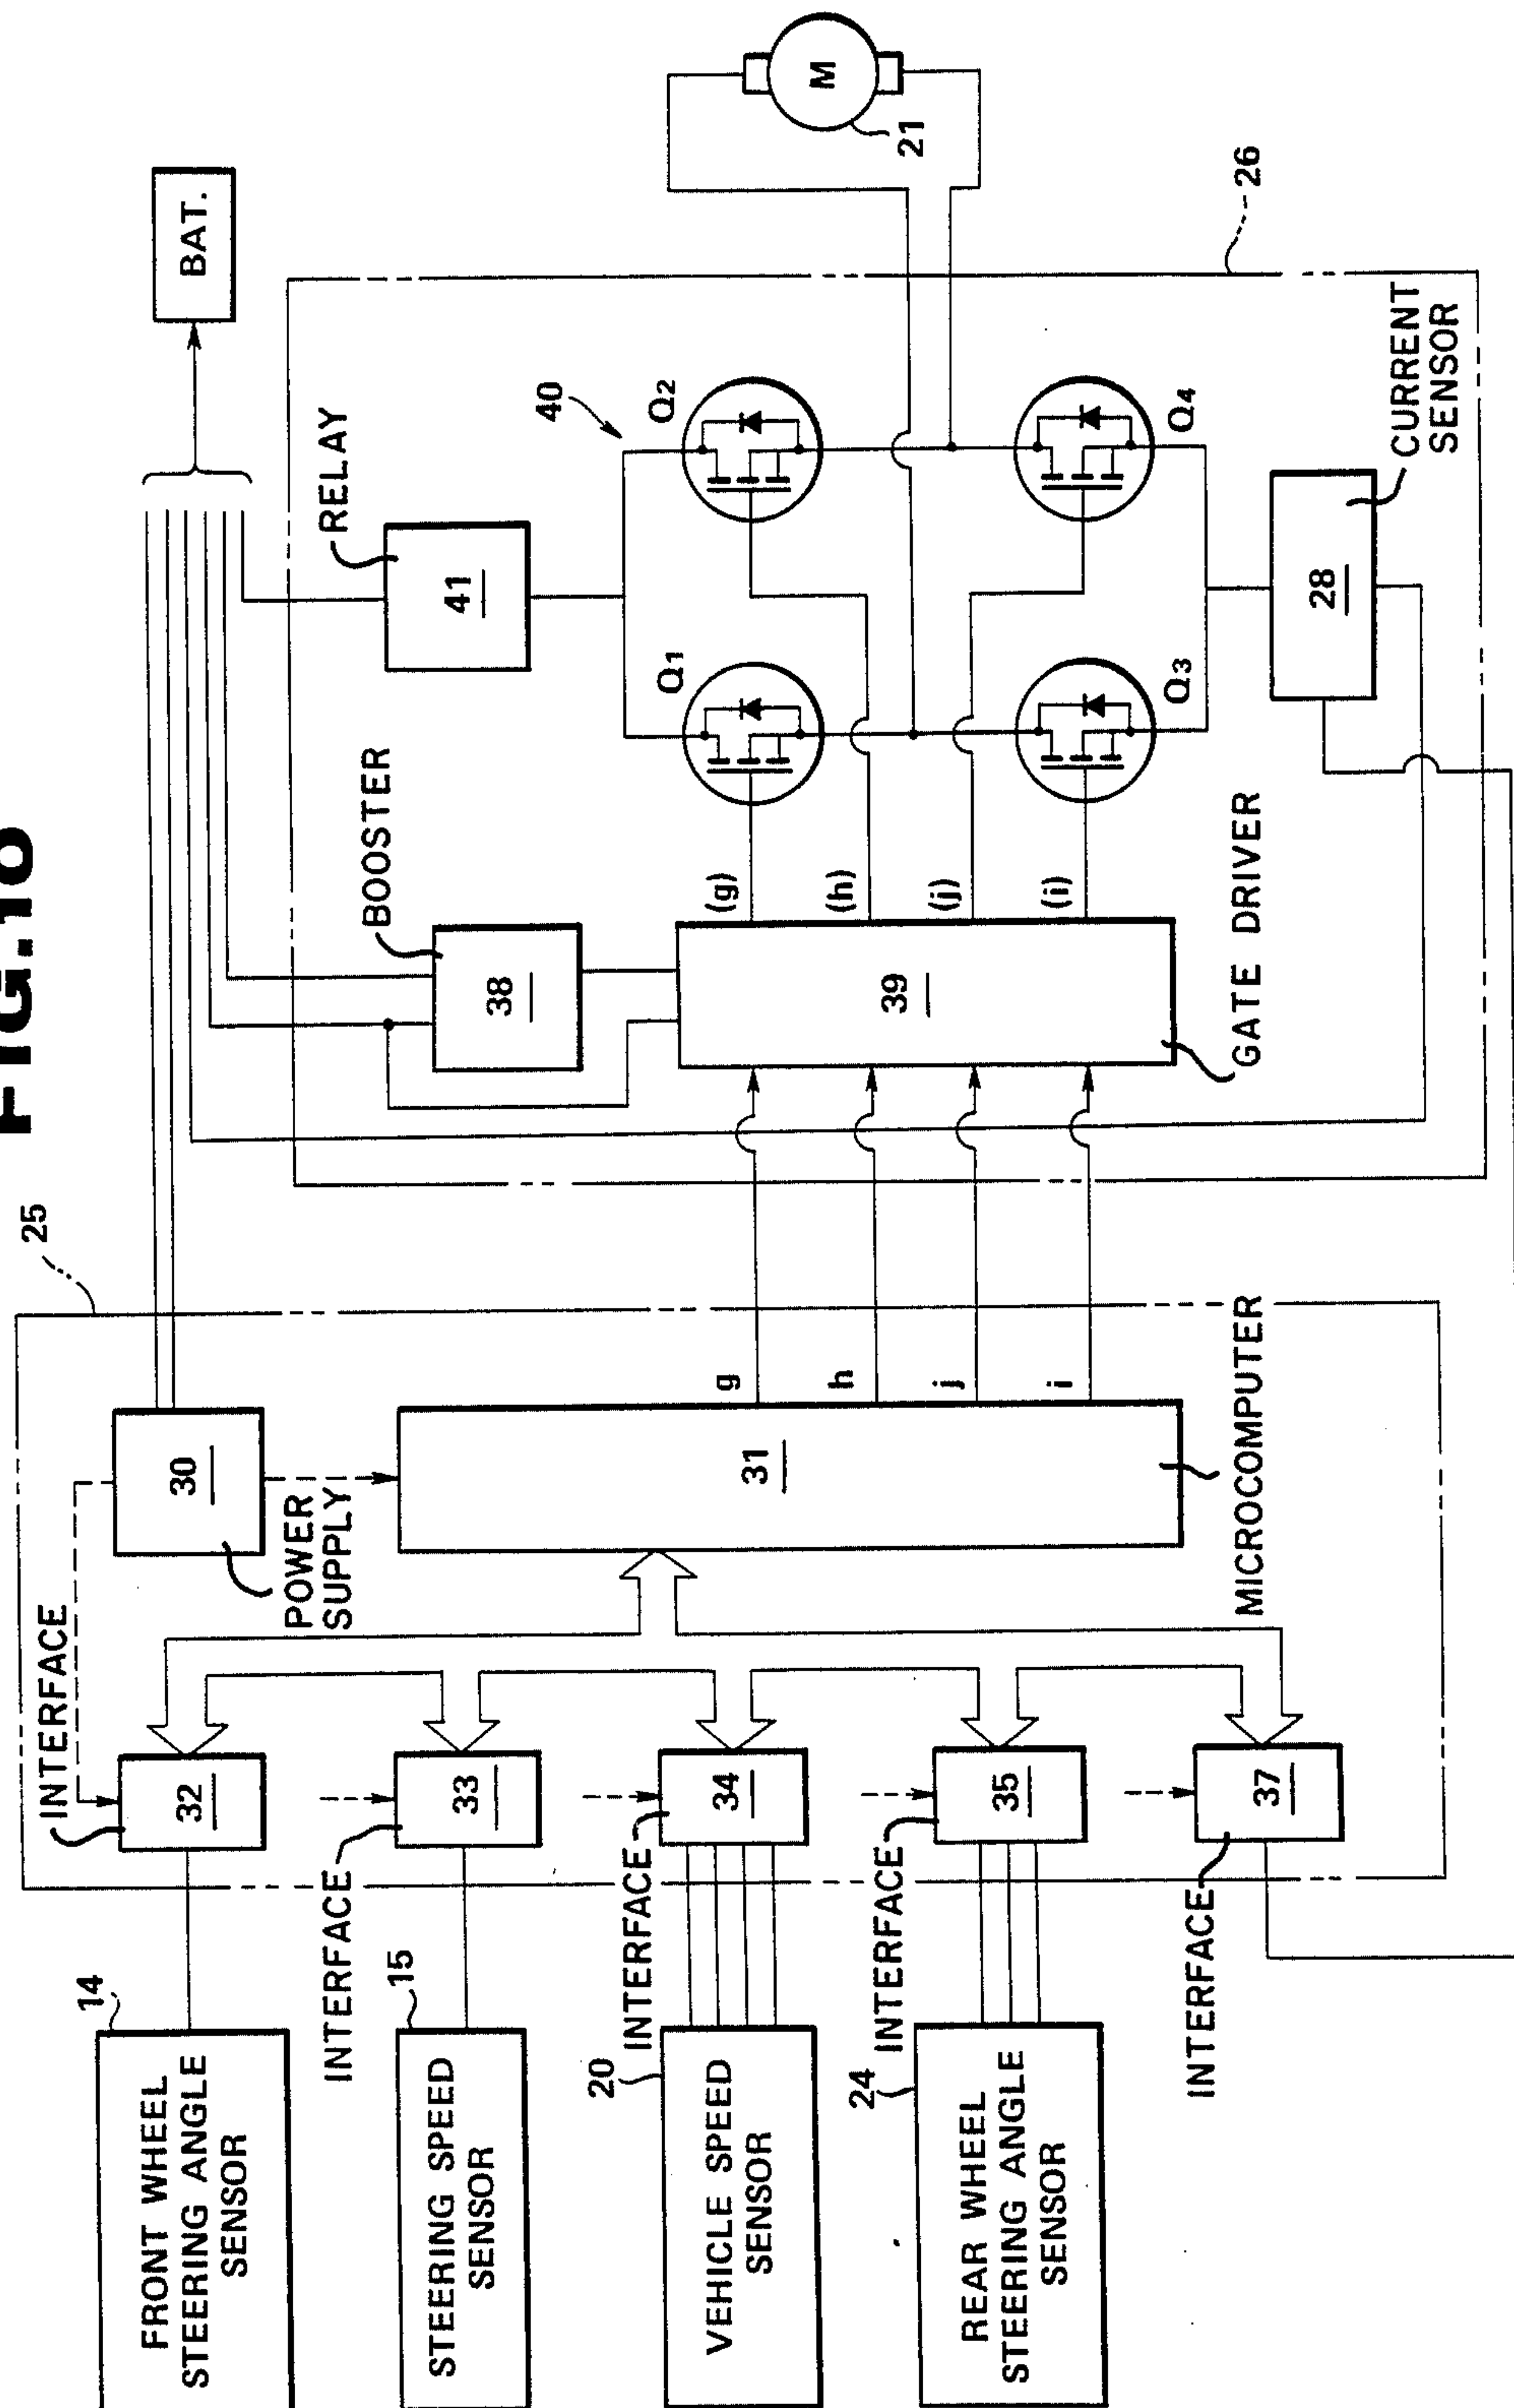 FIG.10
25
BAT.
INTERFACE
30
POWER
SUPPLY
BOOSTER
38
RELAY
41
14
FRONT WHEEL
STEERING ANGLE
SENSOR
32
INTERFACE
15
STEERING SPEED
SENSOR
33
31
MICROCOMPUTER
g
h
j
i
39
GATE DRIVER
(g)
(h)
(j)
(i)
40
Q1
Q2
Q3
Q4
M
21
26
INTERFACE
20
VEHICLE SPEED
SENSOR
34
INTERFACE
24
REAR WHEEL
STEERING ANGLE
SENSOR
35
INTERFACE
37
28
CURRENT
SENSOR